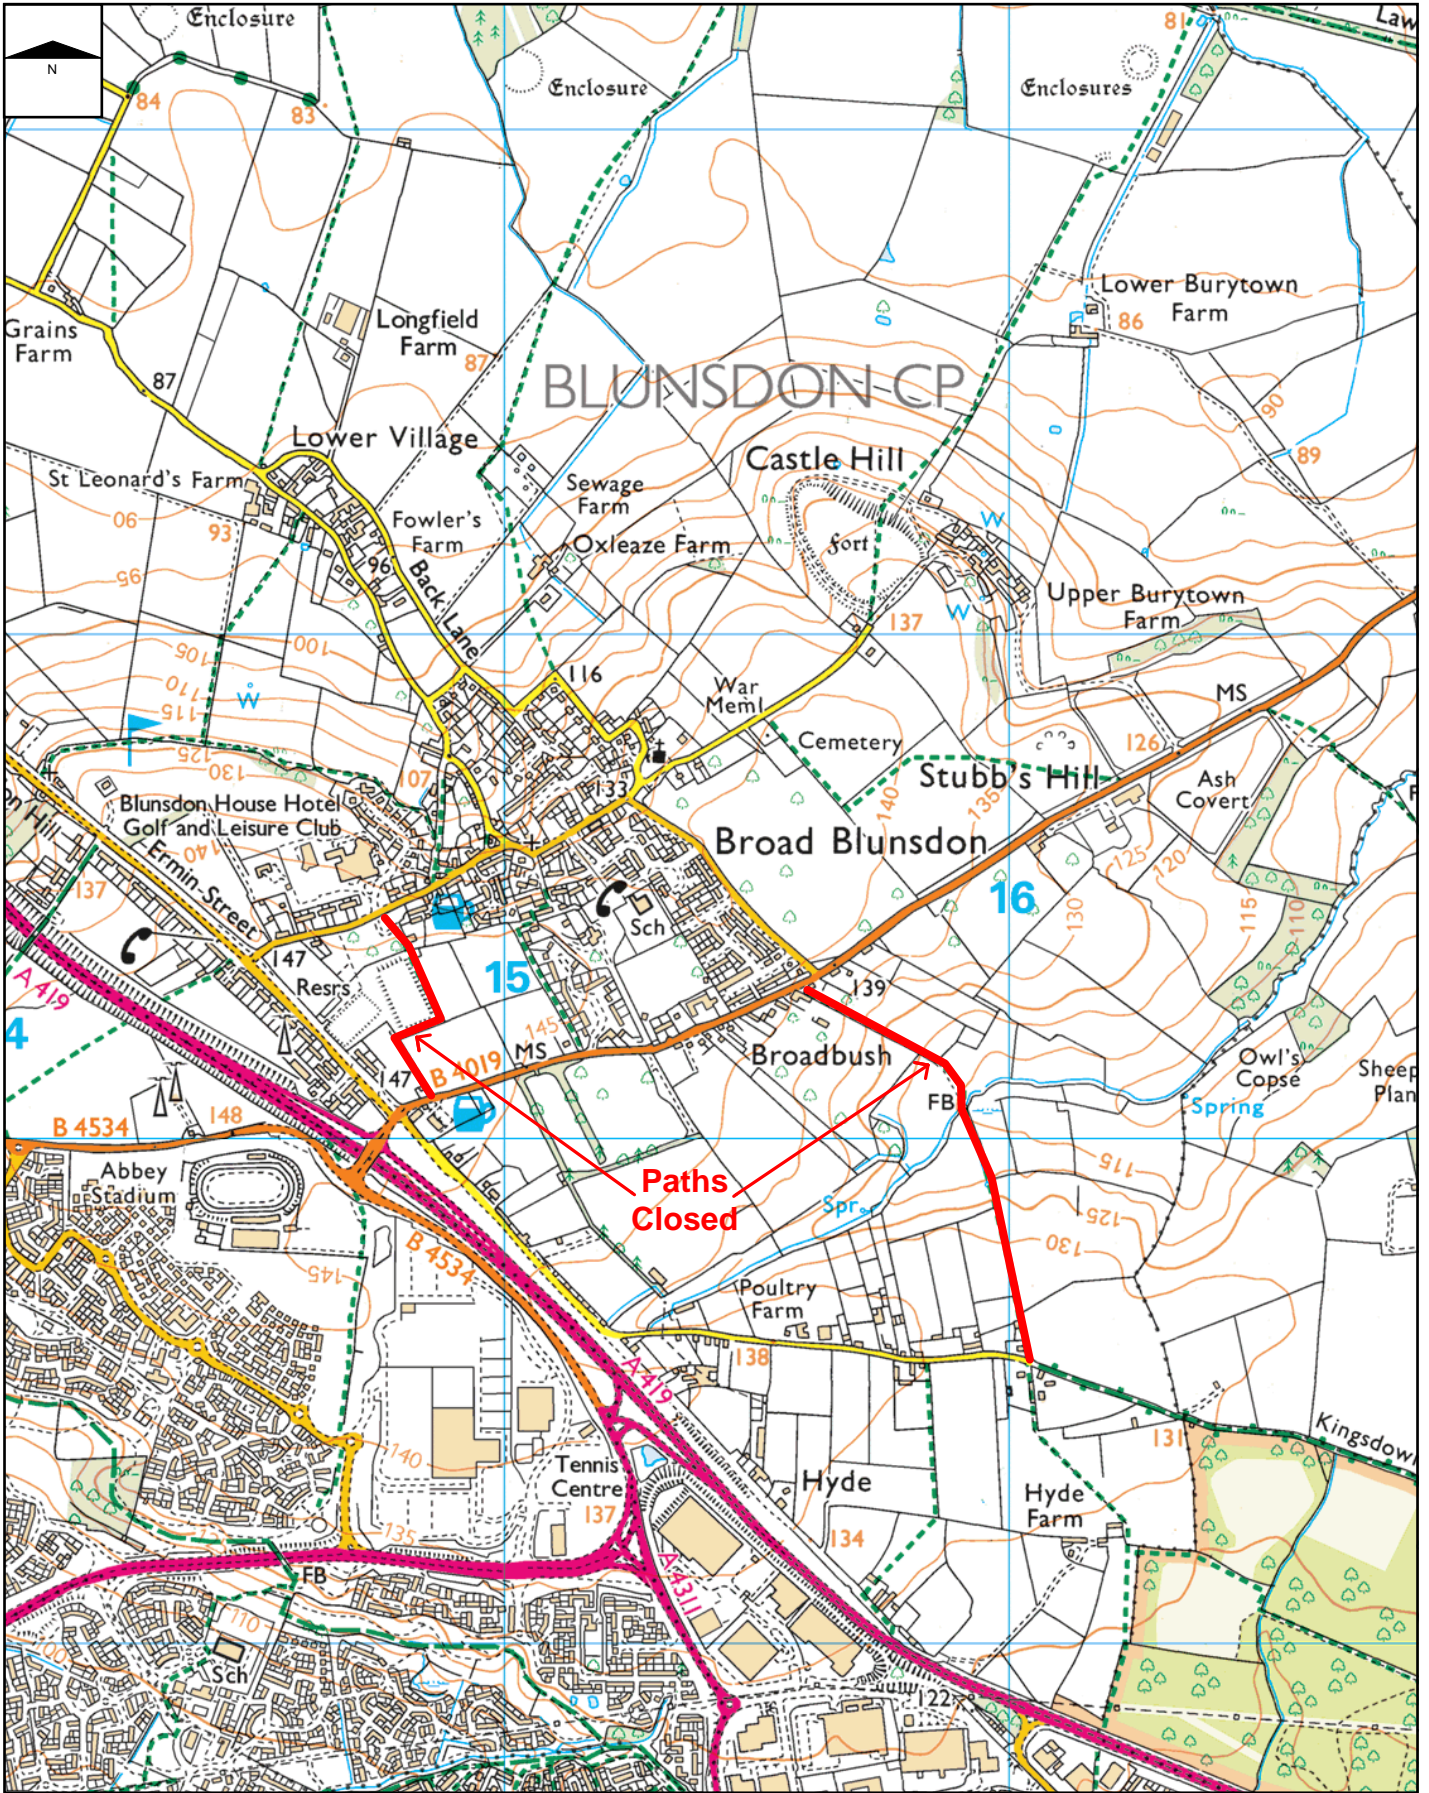 Enclosure
81
Law
N
Enclosure
Enclosures
84
83
Lower Burytown
Farm
86
Longfield
Farm
87
Grains
Farm
87
BLUNSDON CP
90
Lower Village
Castle Hill
89
St Leonard's Farm
Sewage
Farm
W
90
93
Fowler's
Farm
fort
Oxleaze Farm
96
95
Back Lane
Upper Burytown
Farm
W
137
100
105
116
110
W
115
War
Meml
MS
125
130
Cemetery
126
107
Stubb's Hill
Ash
Covert
133
140
135
Blunsdon House Hotel
Golf and Leisure Club
on Hill
Broad Blunsdon
Ermin Street
140
125
120
137
16
130
115
110
Sch
147
A 419
Resrs
15
139
4
145
MS
Broadbush
Owl's
Copse
Sheep
Plan
147
B 4019
FB
Spring
148
B 4534
Abbey
Stadium
115
Paths
Closed
Spr
125
130
B 4534
145
Poultry
Farm
138
A 419
131
Kingsdow
140
Tennis
Centre
Hyde
Hyde
Farm
137
135
134
FB
A 4311
110
100
Sch
122